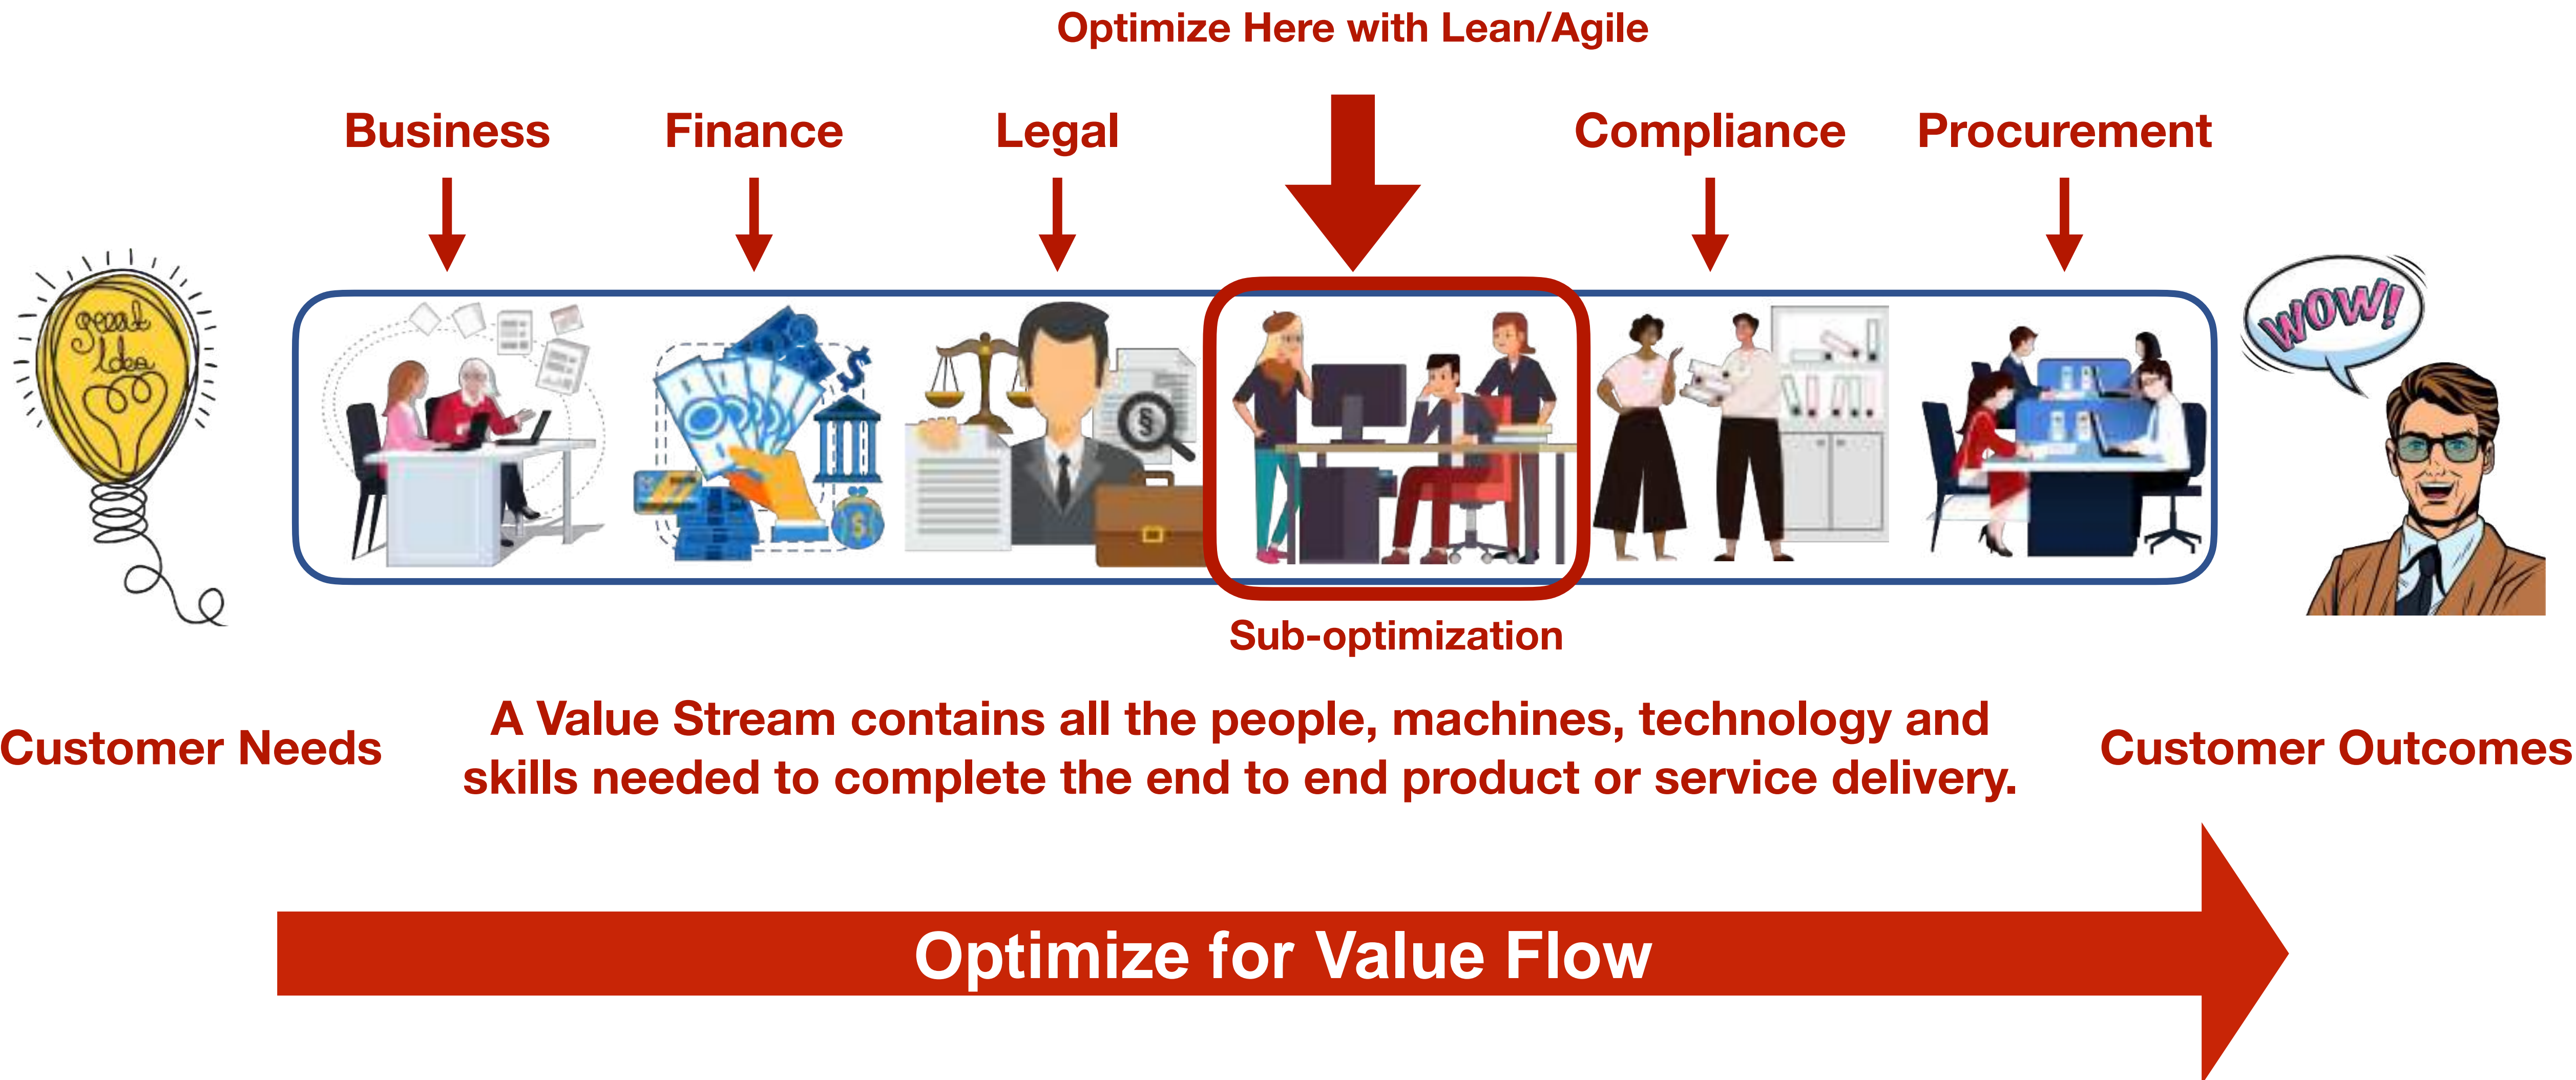 Optimize Here with Lean/Agile
Business
Finance
Legal
Compliance
Procurement
great
Idea
$
§
$
WOW!
Sub-optimization
Customer Needs
A Value Stream contains all the people, machines, technology and
skills needed to complete the end to end product or service delivery.
Customer Outcomes
Optimize for Value Flow